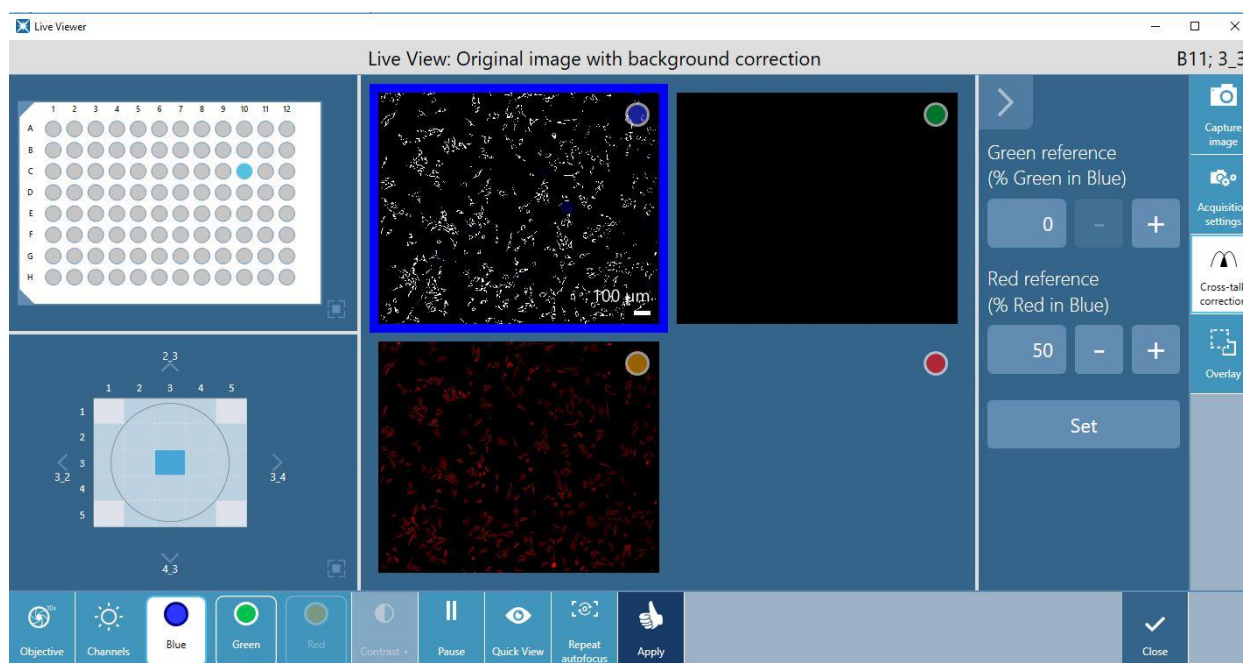 Live Viewer
Live View: Original image with background correction
B11; 3_3
1 2 3 4 5 6 7 8 9 10 11 12
A
B
C
D
E
F
G
H
2_3
1 2 3 4 5
1
2
3
4
5
3_2
3_4
4_3
100 µm
Green reference
(% Green in Blue)
0 - +
Red reference
(% Red in Blue)
50 - +
Set
Capture
image
Acquisitio
settings
Cross-talk
correction
Overlay
10x
Objective
Channels
Blue
Green
Red
Contrast +
Pause
Quick View
Repeat
autofocus
Apply
Close